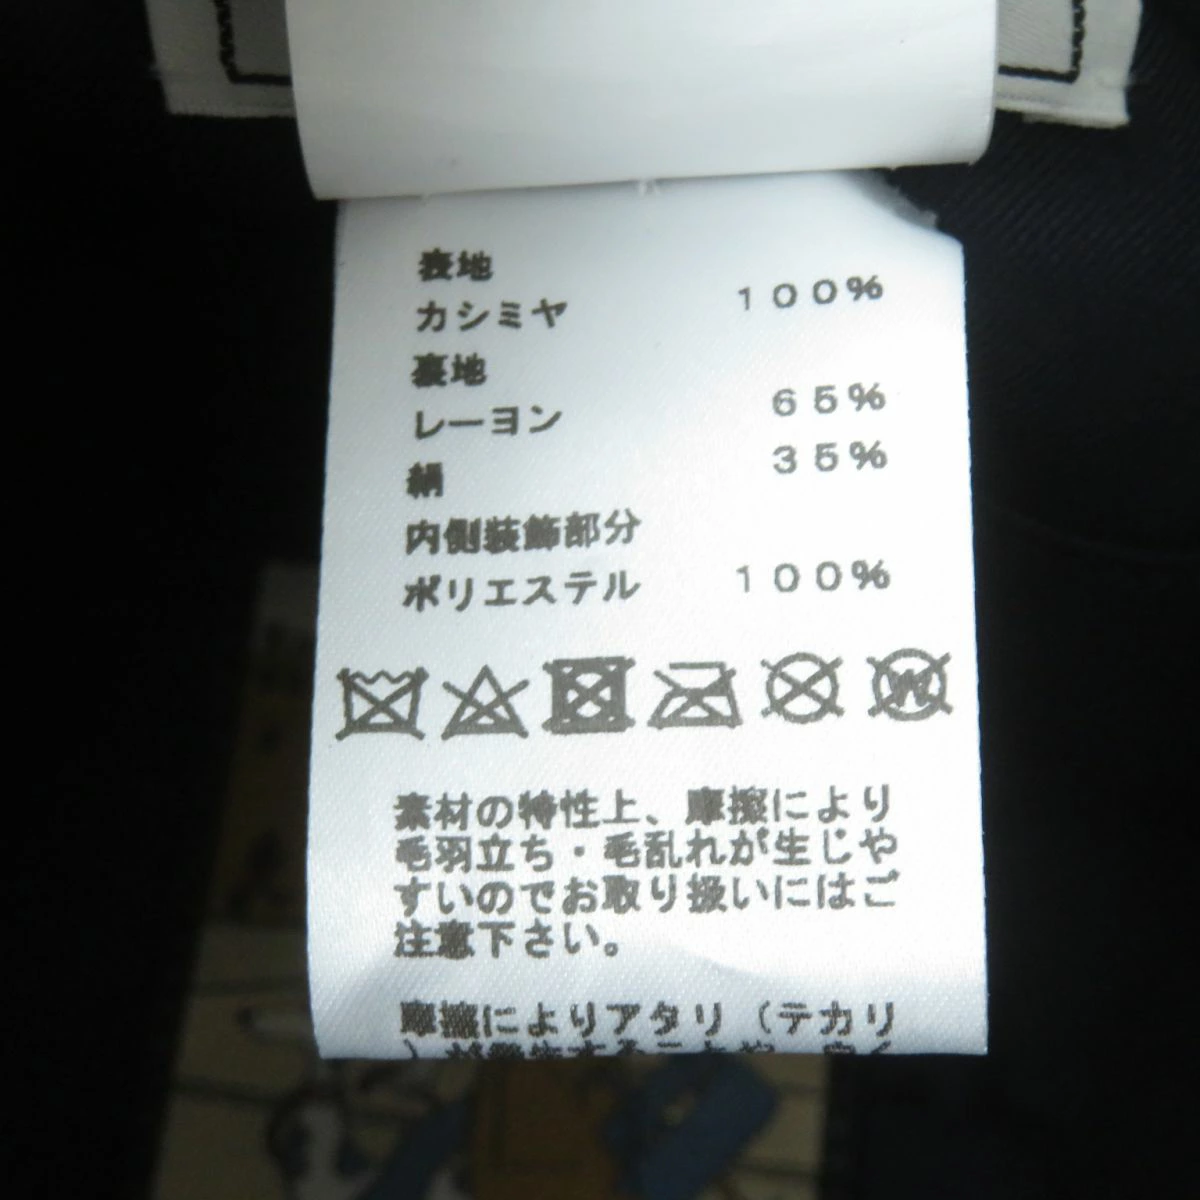 表地
カシミヤ 100%
裏地
レーヨン 65%
絹 35%
内側装飾部分
ポリエステル 100%
素材の特性上、摩擦により
毛羽立ち・毛乱れが生じや
すいのでお取り扱いにはご
注意下さい。
摩擦によりアタリ（テカリ